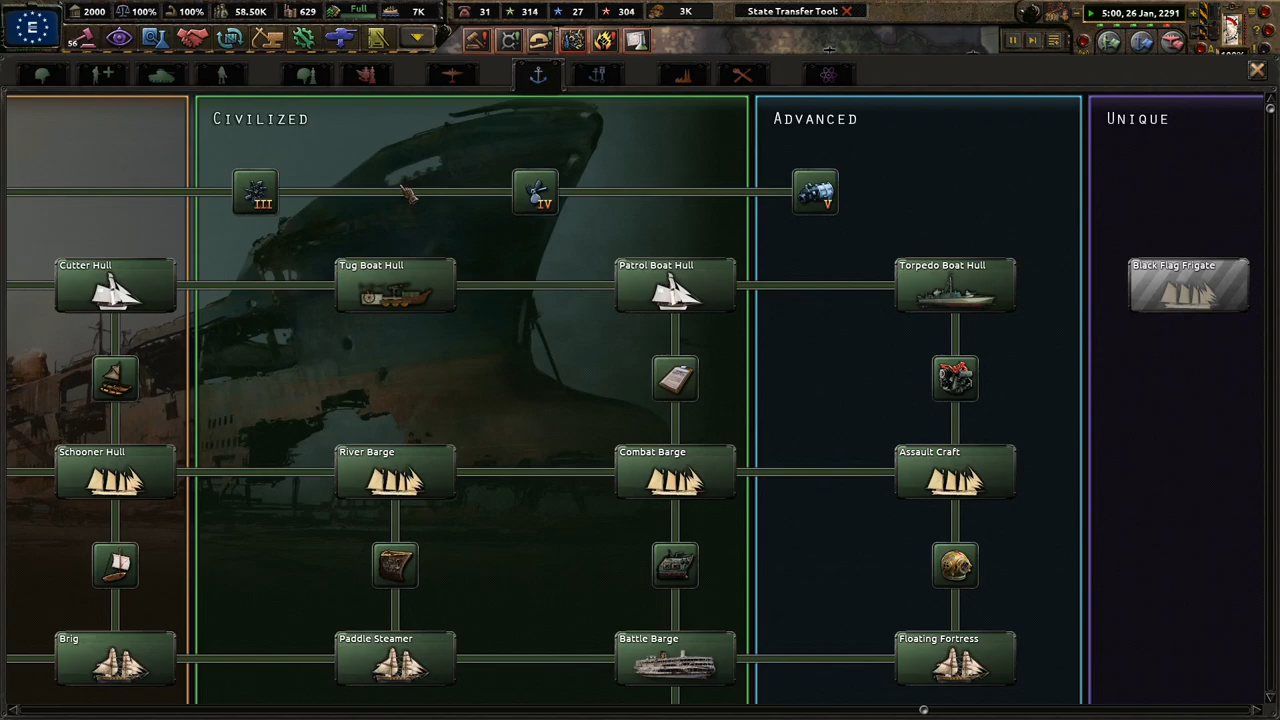 E
2000
100%
100%
58.50K
629
Full
7K
31
314
27
304
3K
State Transfer Tool:
5:00, 26 Jan, 2291
56
100%
CIVILIZED
ADVANCED
UNIQUE
III
IV
V
Cutter Hull
Tug Boat Hull
Patrol Boat Hull
Torpedo Boat Hull
Black Flag Frigate
Schooner Hull
River Barge
Combat Barge
Assault Craft
Brig
Paddle Steamer
Battle Barge
Floating Fortress